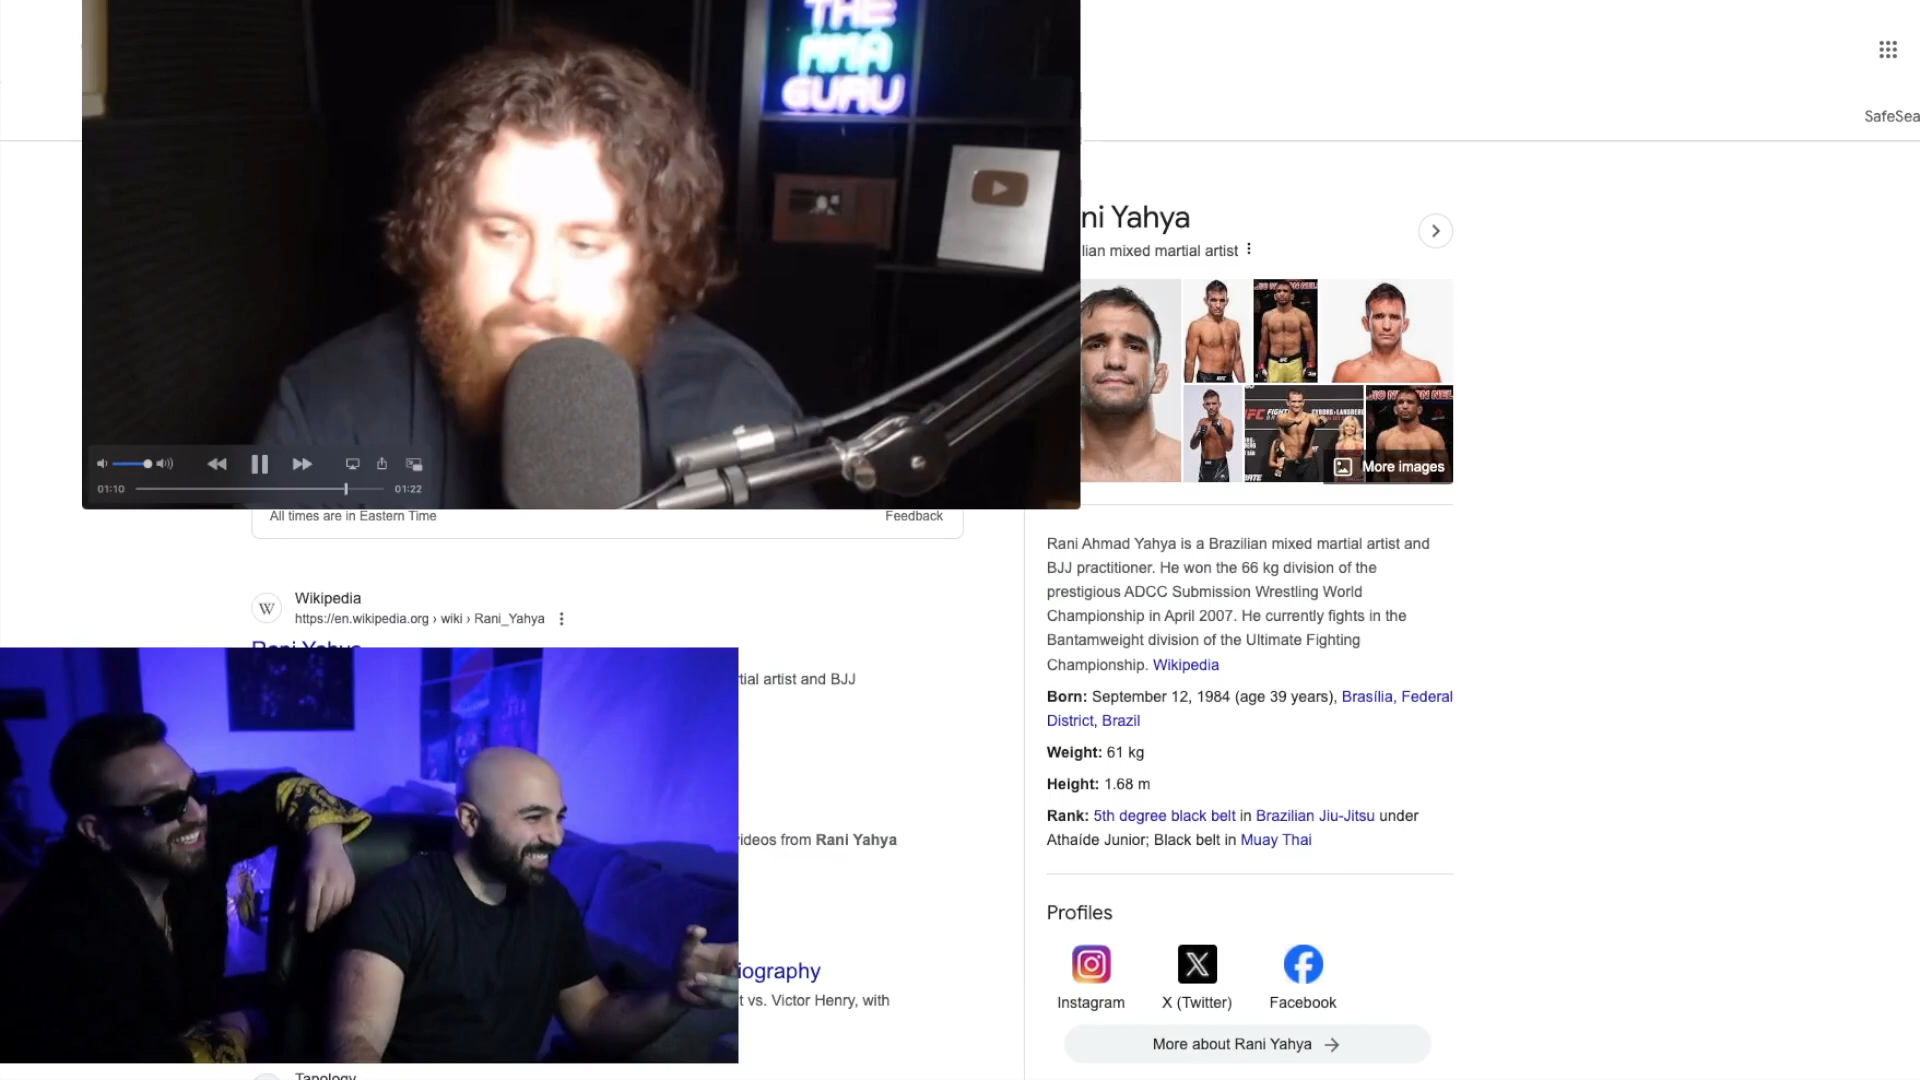 THE
MMA
GURU
SafeSea
ni Yahya
lian mixed martial artist
More images
01:10
01:22
All times are in Eastern Time
Feedback
Rani Ahmad Yahya is a Brazilian mixed martial artist and
BJJ practitioner. He won the 66 kg division of the
prestigious ADCC Submission Wrestling World
Championship in April 2007. He currently fights in the
Bantamweight division of the Ultimate Fighting
Championship. Wikipedia
Wikipedia
https://en.wikipedia.org › wiki › Rani_Yahya
Rani Yahya
tial artist and BJJ
Born: September 12, 1984 (age 39 years), Brasília, Federal
District, Brazil
Weight: 61 kg
Height: 1.68 m
Rank: 5th degree black belt in Brazilian Jiu-Jitsu under
Athaíde Junior; Black belt in Muay Thai
ideos from Rani Yahya
Profiles
iography
t vs. Victor Henry, with
Instagram
X (Twitter)
Facebook
More about Rani Yahya
Tapology